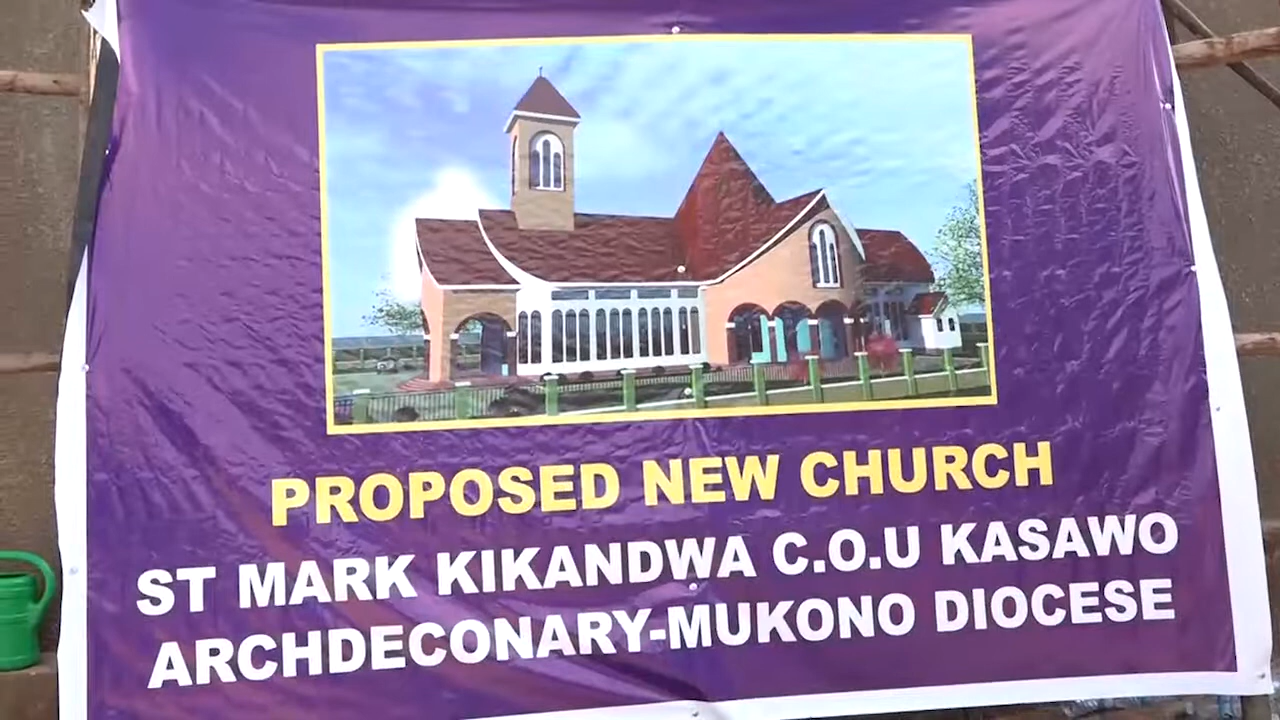 PROPOSED NEW CHURCH
ST MARK KIKANDWA C.O.U KASAWO
ARCHDECONARY-MUKONO DIOCESE